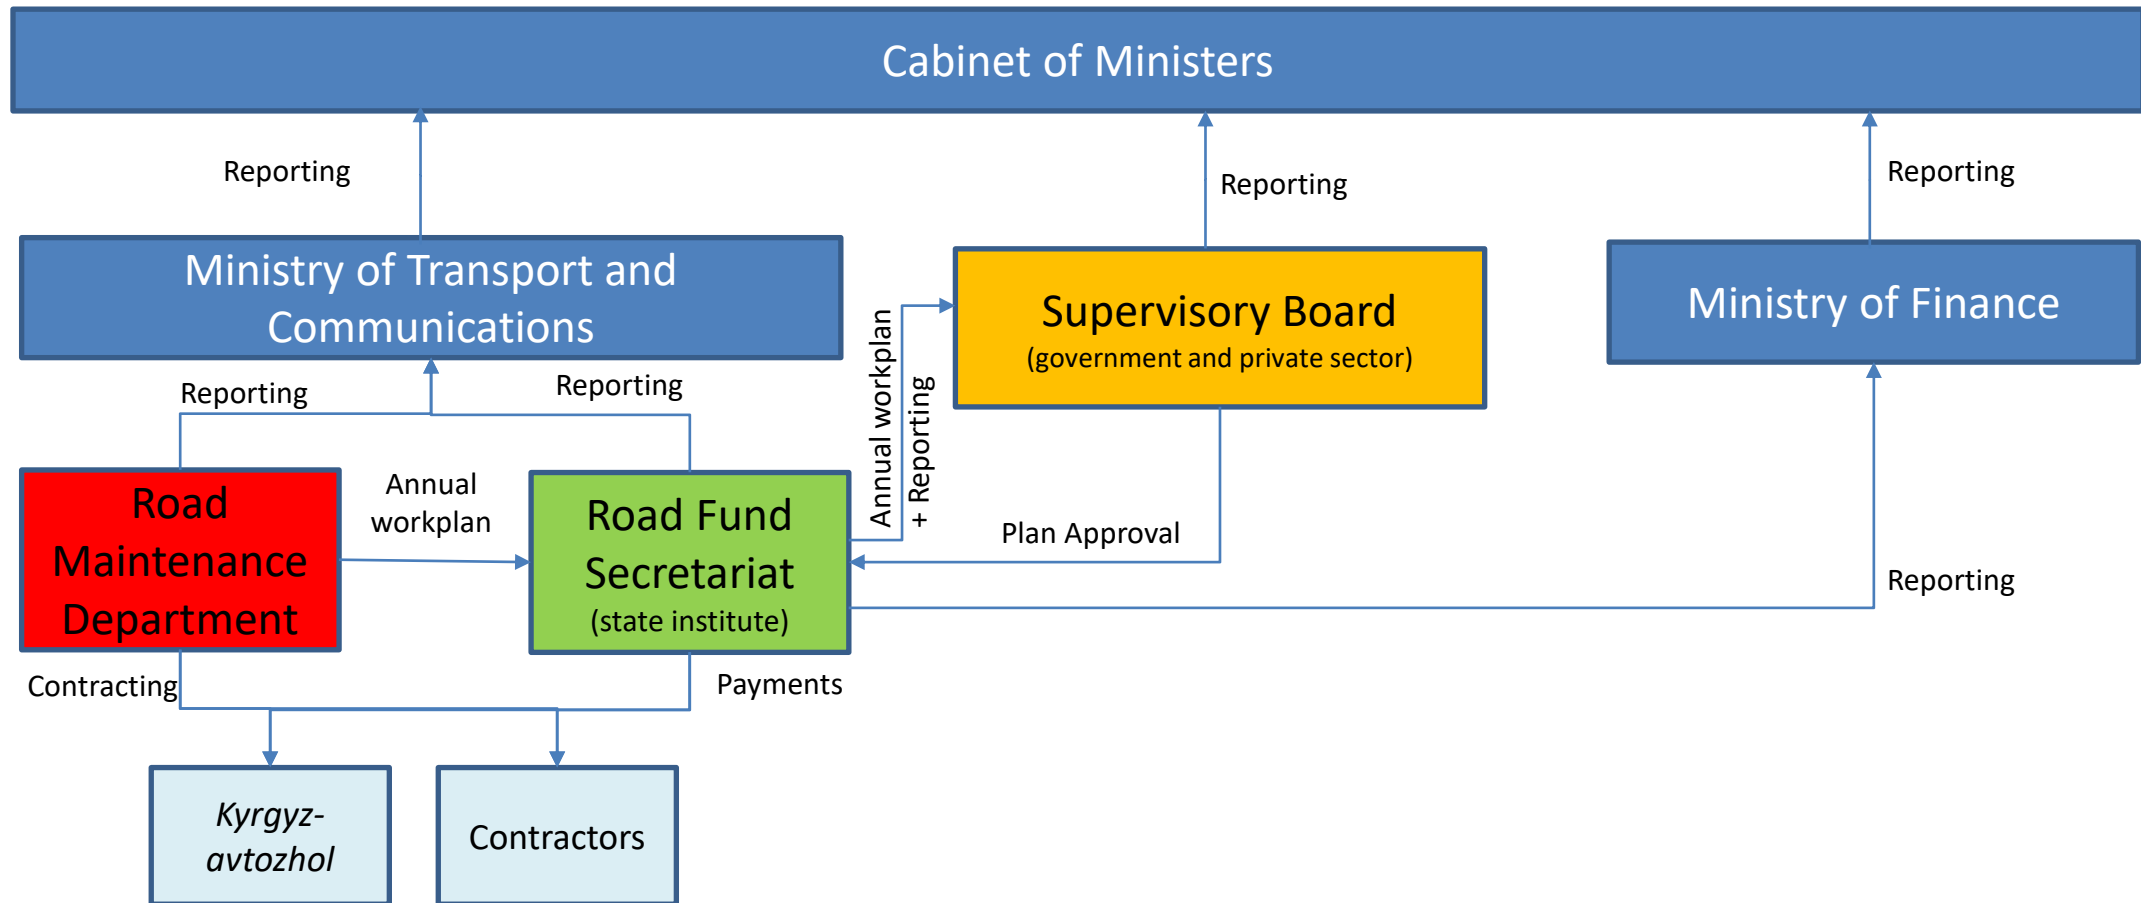 Cabinet of Ministers
Reporting
Reporting
Reporting
Ministry of Transport and
Communications
Supervisory Board
(government and private sector)
Ministry of Finance
Reporting
Reporting
Annual workplan
+ Reporting
Road
Maintenance
Department
Annual
workplan
Road Fund
Secretariat
(state institute)
Plan Approval
Reporting
Contracting
Payments
Kyrgyz-
avtozhol
Contractors